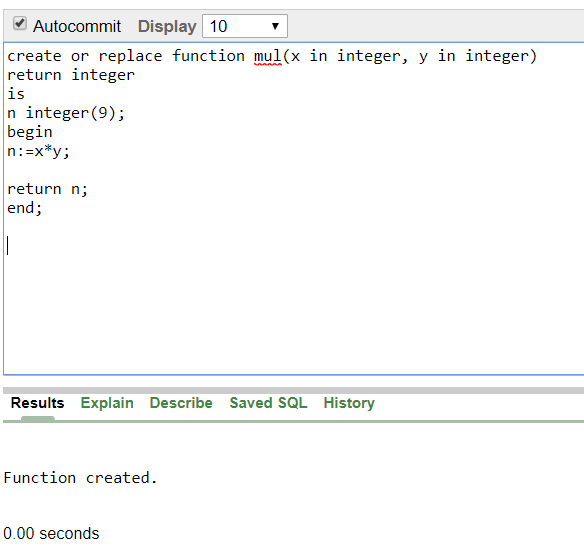 Autocommit Display 10
create or replace function mul(x in integer, y in integer)
return integer
is
n integer(9);
begin
n:=x*y;
return n;
end;
Results Explain Describe Saved SQL History
Function created.
0.00 seconds